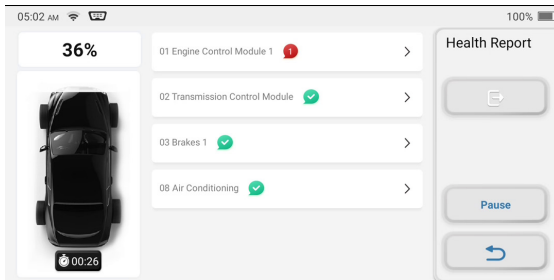 05:02 AM
100%
36%
00:26
01 Engine Control Module 1
1
02 Transmission Control Module
03 Brakes 1
08 Air Conditioning
Health Report
Pause